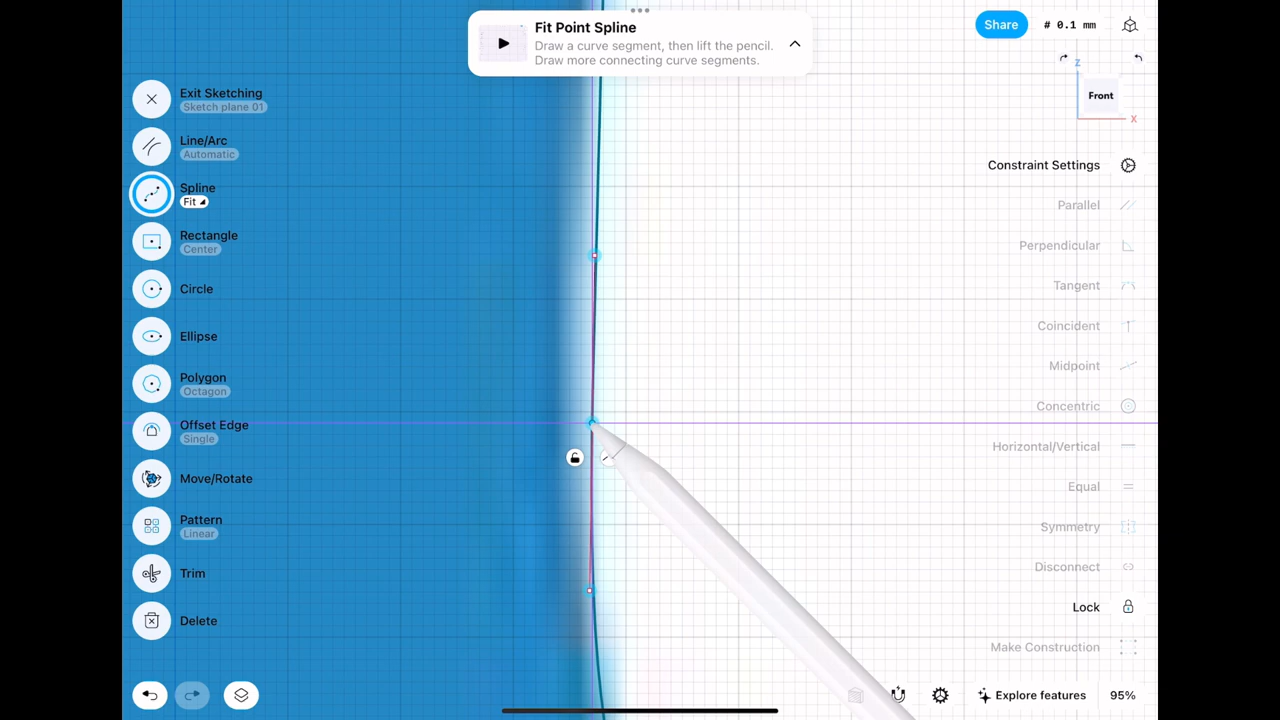 Fit Point Spline
Draw a curve segment, then lift the pencil.
Draw more connecting curve segments.
Share
# 0.1 mm
Z
Front
X
Exit Sketching
Sketch plane 01
Line/Arc
Automatic
Spline
Fit
Rectangle
Center
Circle
Ellipse
Polygon
Octagon
Offset Edge
Single
Move/Rotate
Pattern
Linear
Trim
Delete
Constraint Settings
Parallel
Perpendicular
Tangent
Coincident
Midpoint
Concentric
Horizontal/Vertical
Equal
Symmetry
Disconnect
Lock
Make Construction
Explore features
95%